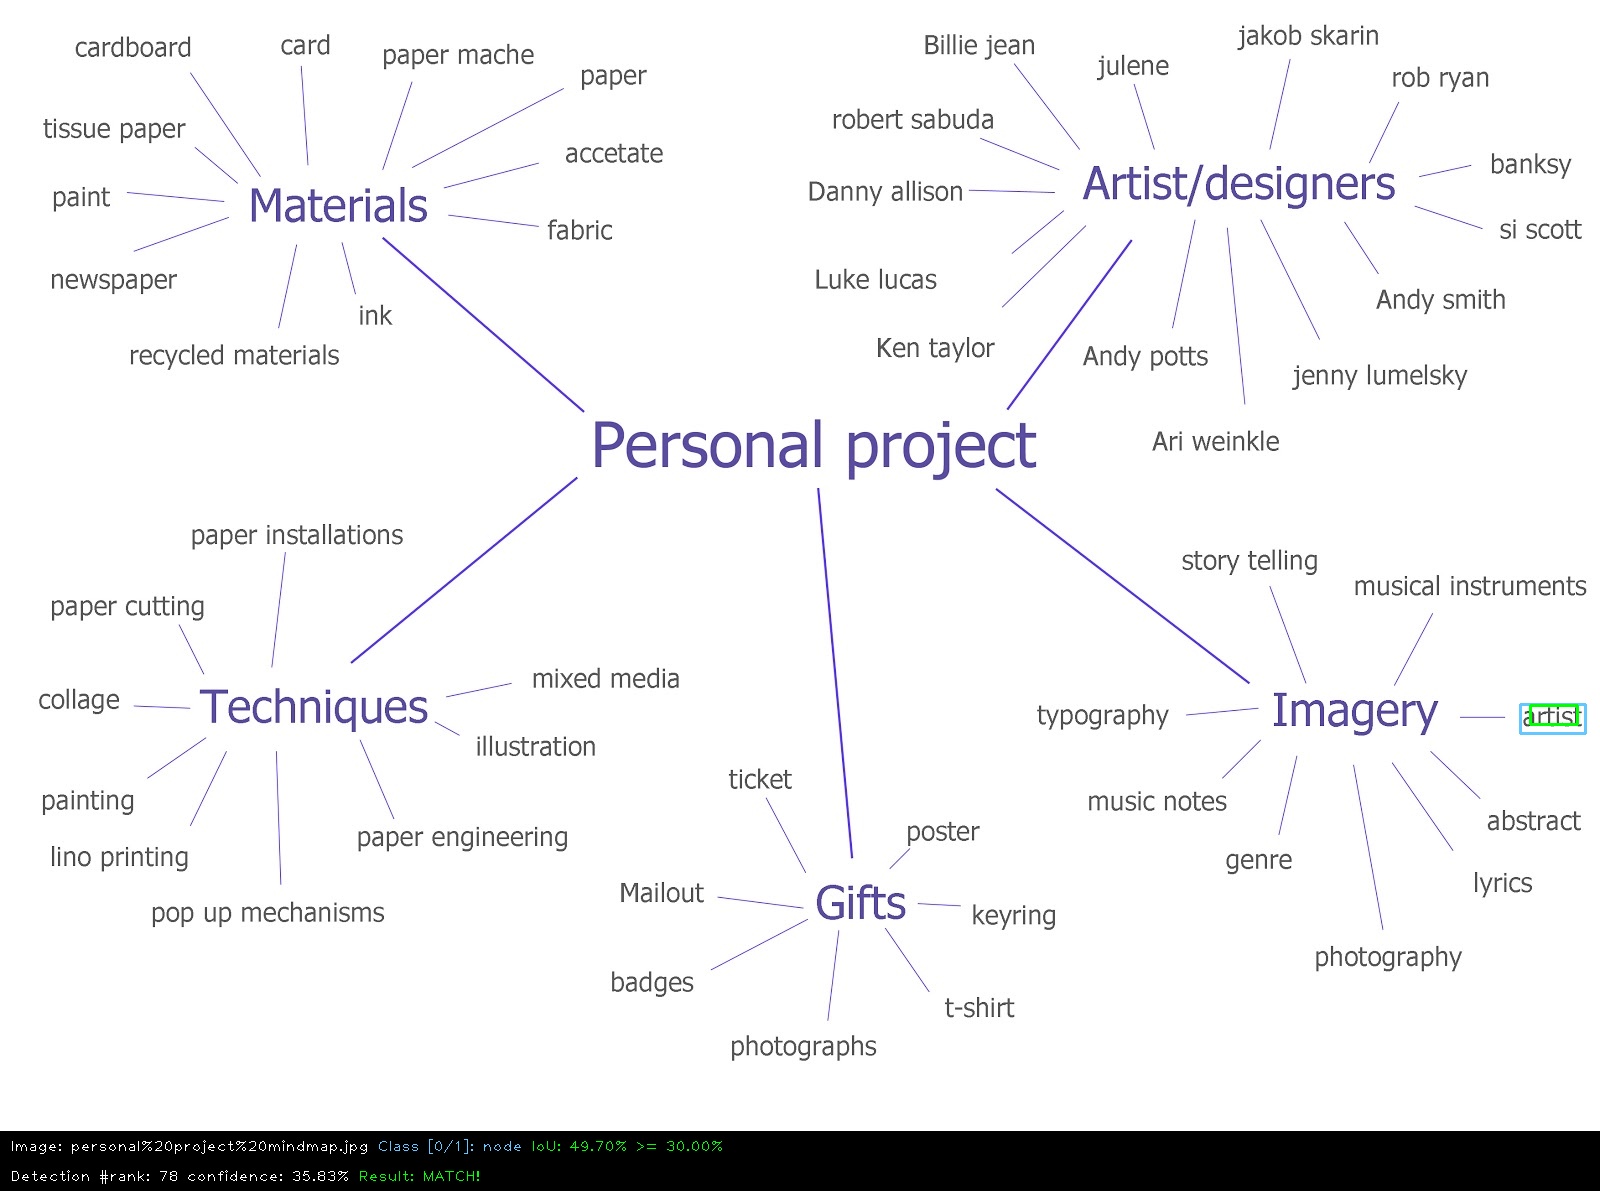 Personal project
Materials
cardboard
card
paper mache
paper
tissue paper
accetate
paint
fabric
newspaper
ink
recycled materials
Artist/designers
Billie jean
julene
jakob skarin
rob ryan
robert sabuda
banksy
Danny allison
si scott
Luke lucas
Andy smith
Ken taylor
Andy potts
jenny lumelsky
Ari weinkle
Techniques
paper installations
paper cutting
mixed media
collage
illustration
painting
paper engineering
lino printing
pop up mechanisms
Gifts
ticket
poster
Mailout
keyring
badges
t-shirt
photographs
Imagery
story telling
musical instruments
typography
artist
music notes
abstract
genre
lyrics
photography
Image: personal%20project%20mindmap.jpg Class [0/1]: node IoU: 49.70% >= 30.00%
Detection #rank: 78 confidence: 35.83% Result: MATCH!